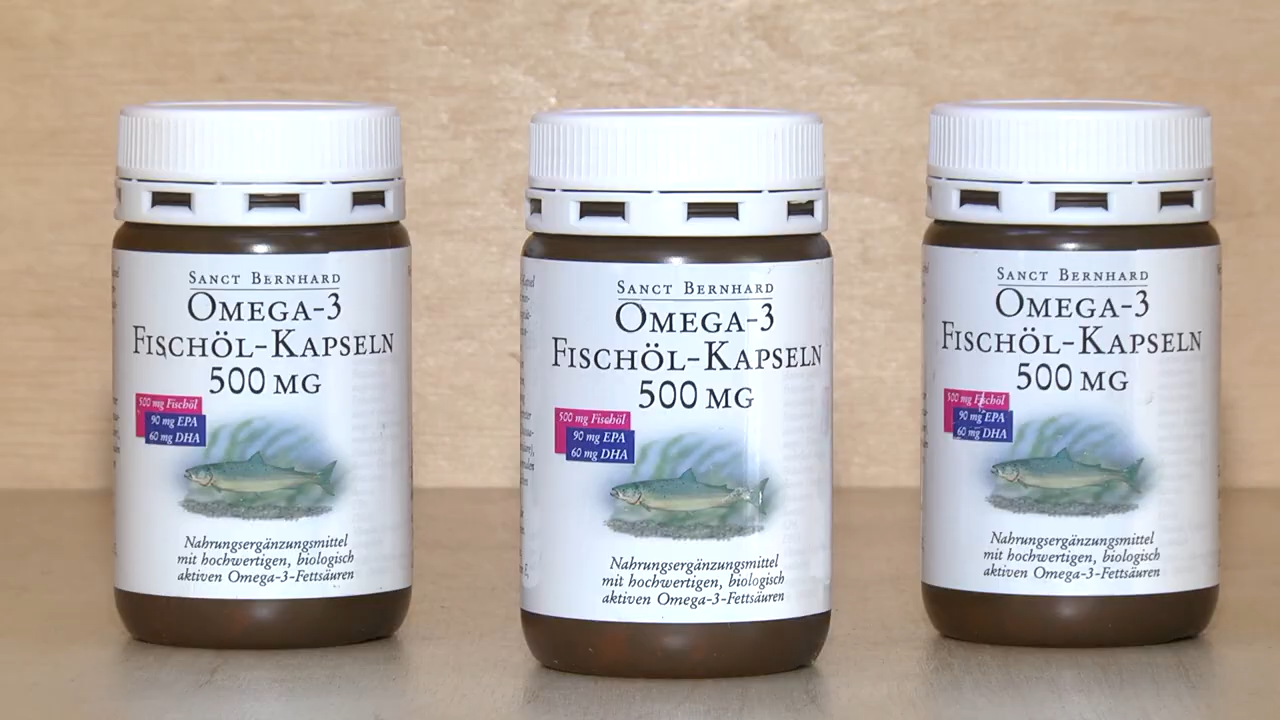 SANCT BERNHARD
OMEGA-3
FISCHÖL-KAPSELN
500 MG
500 mg Fischöl
90 mg EPA
60 mg DHA
Nahrungsergänzungsmittel
mit hochwertigen, biologisch
aktiven Omega-3-Fettsäuren
SANCT BERNHARD
OMEGA-3
FISCHÖL-KAPSELN
500 MG
500 mg Fischöl
90 mg EPA
60 mg DHA
Nahrungsergänzungsmittel
mit hochwertigen, biologisch
aktiven Omega-3-Fettsäuren
SANCT BERNHARD
OMEGA-3
FISCHÖL-KAPSELN
500 MG
500 mg Fischöl
90 mg EPA
60 mg DHA
Nahrungsergänzungsmittel
mit hochwertigen, biologisch
aktiven Omega-3-Fettsäuren